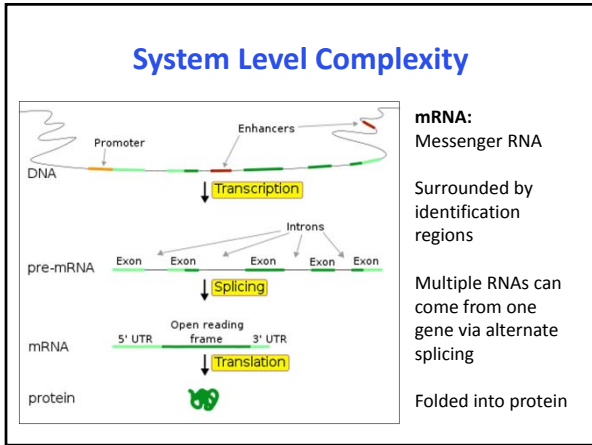 System Level Complexity
Enhancers
Promoter
DNA
Transcription
Introns
pre-mRNA
Exon Exon Exon Exon Exon
Splicing
Open reading
frame
mRNA
5' UTR 3' UTR
Translation
protein
mRNA:
Messenger RNA
Surrounded by
identification
regions
Multiple RNAs can
come from one
gene via alternate
splicing
Folded into protein